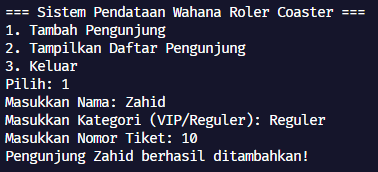 === Sistem Pendataan Wahana Roler Coaster ===
1. Tambah Pengunjung
2. Tampilkan Daftar Pengunjung
3. Keluar
Pilih: 1
Masukkan Nama: Zahid
Masukkan Kategori (VIP/Reguler): Reguler
Masukkan Nomor Tiket: 10
Pengunjung Zahid berhasil ditambahkan!